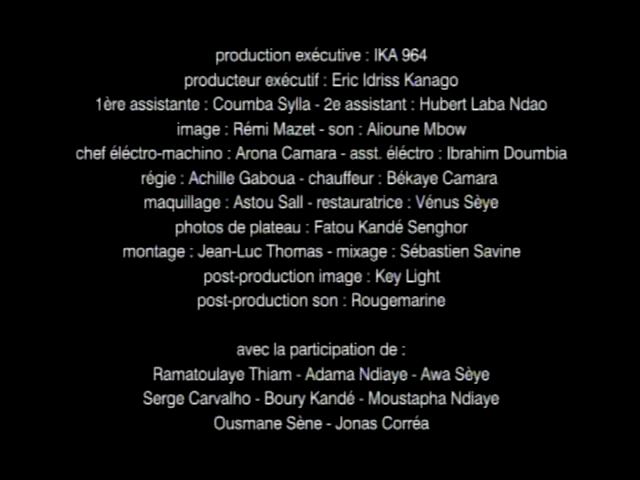 production exécutive : IKA 964
producteur exécutif : Eric Idriss Kanago
1ère assistante : Coumba Sylla - 2e assistant : Hubert Laba Ndao
image : Rémi Mazet - son : Alioune Mbow
chef éléctro-machino : Arona Camara - asst. éléctro : Ibrahim Doumbia
régie : Achille Gaboua - chauffeur : Békaye Camara
maquillage : Astou Sall - restauratrice : Vénus Sèye
photos de plateau : Fatou Kandé Senghor
montage : Jean-Luc Thomas - mixage : Sébastien Savine
post-production image : Key Light
post-production son : Rougemarine
avec la participation de :
Ramatoulaye Thiam - Adama Ndiaye - Awa Sèye
Serge Carvalho - Boury Kandé - Moustapha Ndiaye
Ousmane Sène - Jonas Corréa